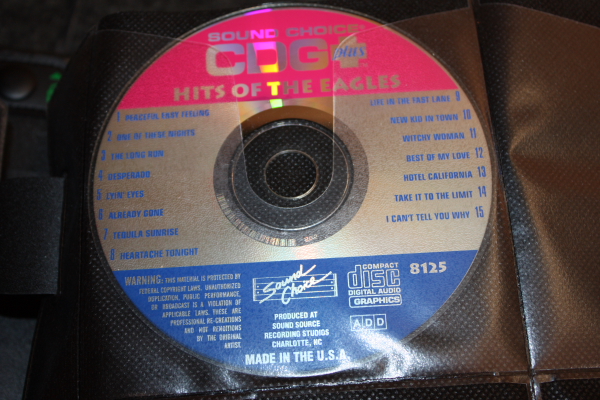 SOUND CHOICE
CDG plus
HITS OF THE EAGLES
1 PEACEFUL EASY FEELING
2 ONE OF THESE NIGHTS
3 THE LONG RUN
4 DESPERADO
5 LYIN' EYES
6 ALREADY GONE
7 TEQUILA SUNRISE
8 HEARTACHE TONIGHT
LIFE IN THE FAST LANE 9
NEW KID IN TOWN 10
WITCHY WOMAN 11
BEST OF MY LOVE 12
HOTEL CALIFORNIA 13
TAKE IT TO THE LIMIT 14
I CAN'T TELL YOU WHY 15
WARNING: THIS MATERIAL IS PROTECTED BY
FEDERAL COPYRIGHT LAWS. UNAUTHORIZED
DUPLICATION, PUBLIC PERFORMANCE,
OR BROADCAST IS A VIOLATION OF
APPLICABLE LAWS. THESE ARE
PROFESSIONAL RE-CREATIONS
AND NOT RENDITIONS
BY THE ORIGINAL
ARTIST.
Sound
Choice
PRODUCED AT
SOUND SOURCE
RECORDING STUDIOS
CHARLOTTE, NC
MADE IN THE U.S.A.
COMPACT
disc
DIGITAL AUDIO
GRAPHICS
8125
ADD